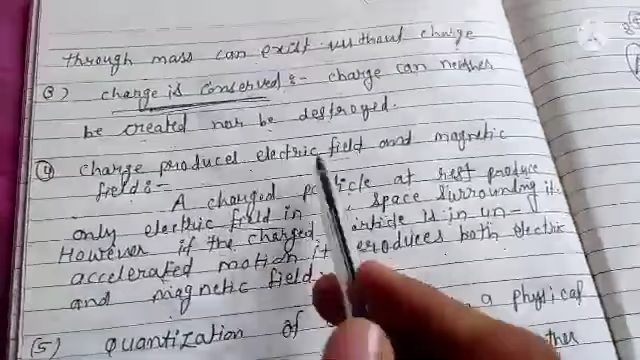 through mass can exist without charge
(3) charge is conserved :- charge can neither
be created nor be destroyed.
(4) charge produced electric field and magnetic
field :-
A charged particle at rest produce
only electric field in space surrounding it.
However if the charged particle is in un-
accelerated motion it produces both electric
and magnetic field.
(5) quantization of a physical